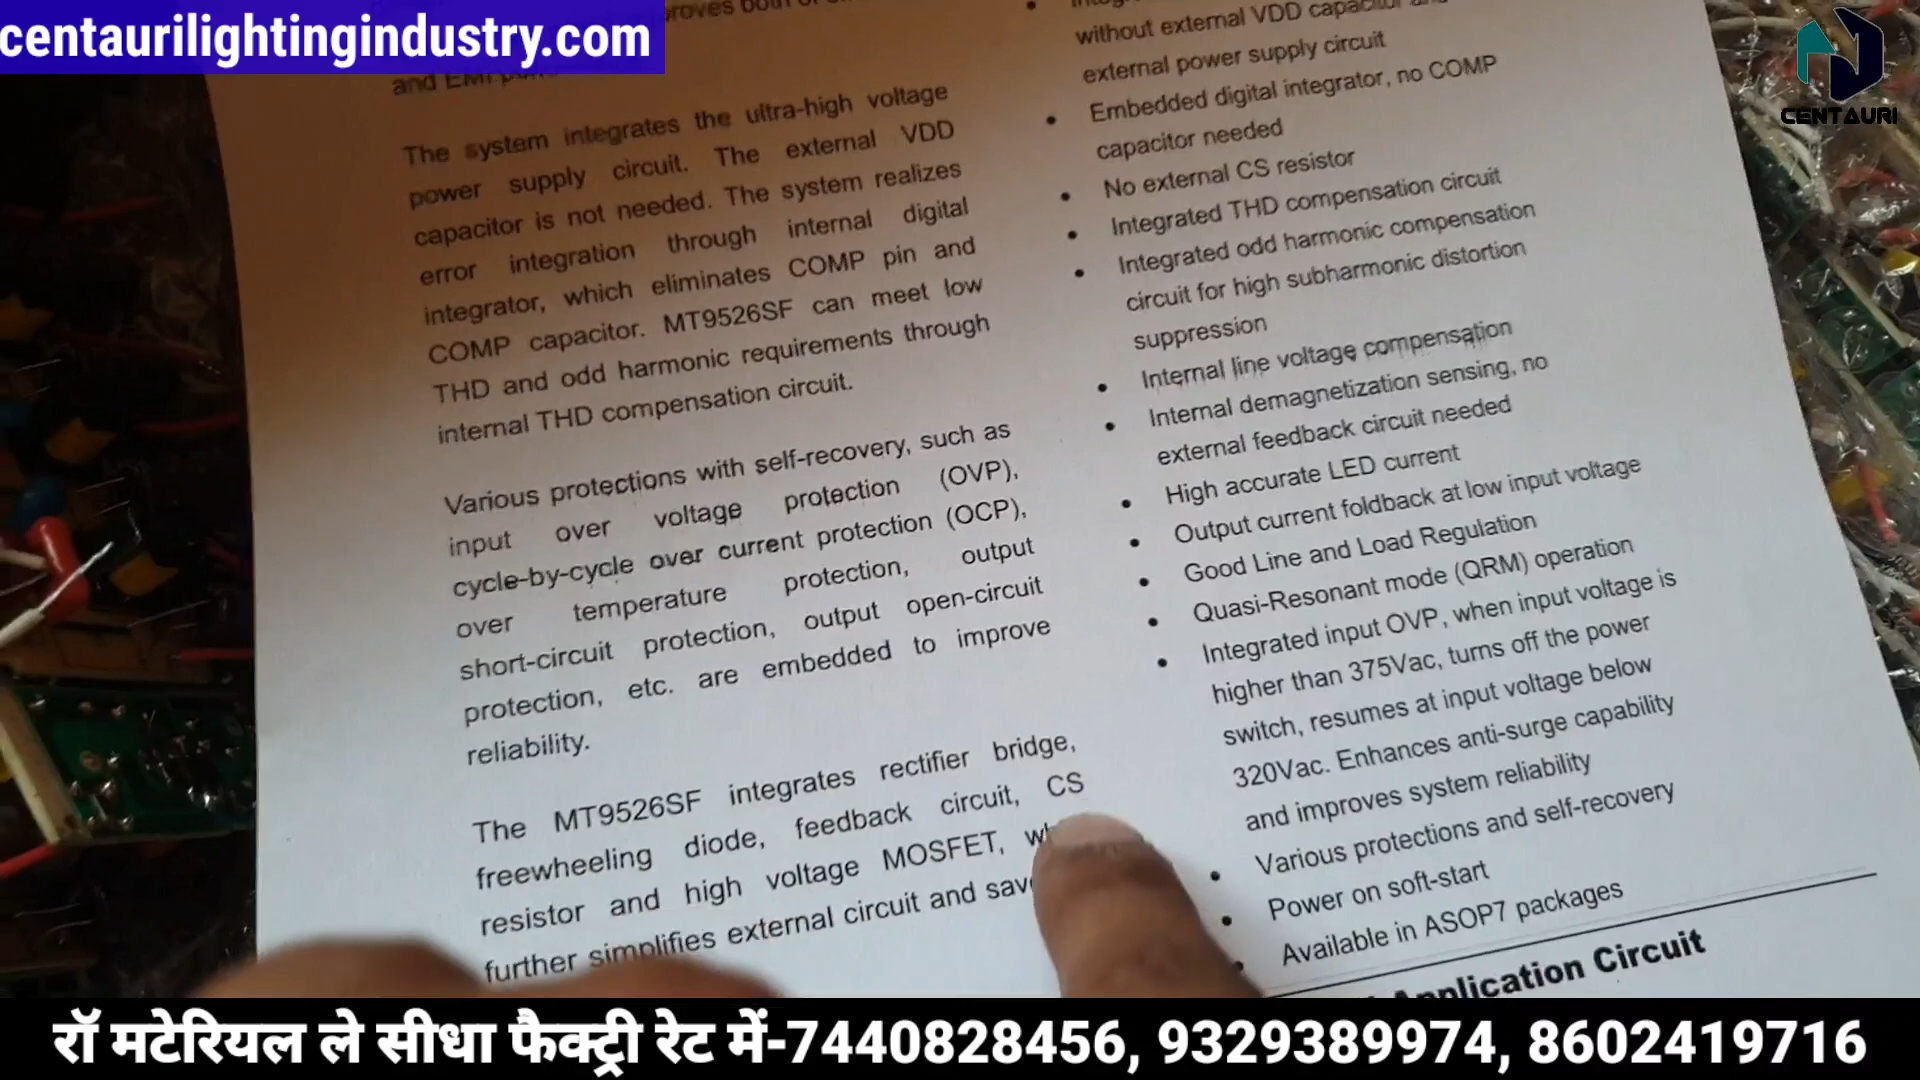 centaurilightingindustry.com
CENTAURI
and EMI
The system integrates the ultra-high voltage
power supply circuit. The external VDD
capacitor is not needed. The system realizes
error integration through internal digital
integrator, which eliminates COMP pin and
COMP capacitor. MT9526SF can meet low
THD and odd harmonic requirements through
internal THD compensation circuit.
Various protections with self-recovery, such as
input over voltage protection (OVP),
cycle-by-cycle over current protection (OCP),
over temperature protection, output
short-circuit protection, output open-circuit
protection, etc. are embedded to improve
reliability.
The MT9526SF integrates rectifier bridge,
freewheeling diode, feedback circuit, CS
resistor and high voltage MOSFET,
further simplifies external circuit and
without external VDD capacitor and
external power supply circuit
• Embedded digital integrator, no COMP
capacitor needed
• No external CS resistor
• Integrated THD compensation circuit
• Integrated odd harmonic compensation
circuit for high subharmonic distortion
suppression
• Internal line voltage compensation
• Internal demagnetization sensing, no
external feedback circuit needed
• High accurate LED current
• Output current foldback at low input voltage
• Good Line and Load Regulation
• Quasi-Resonant mode (QRM) operation
• Integrated input OVP, when input voltage is
higher than 375Vac, turns off the power
switch, resumes at input voltage below
320Vac. Enhances anti-surge capability
and improves system reliability
• Various protections and self-recovery
• Power on soft-start
• Available in ASOP7 packages
Application Circuit
रॉ मटेरियल ले सीधा फैक्ट्री रेट में-7440828456, 9329389974, 8602419716